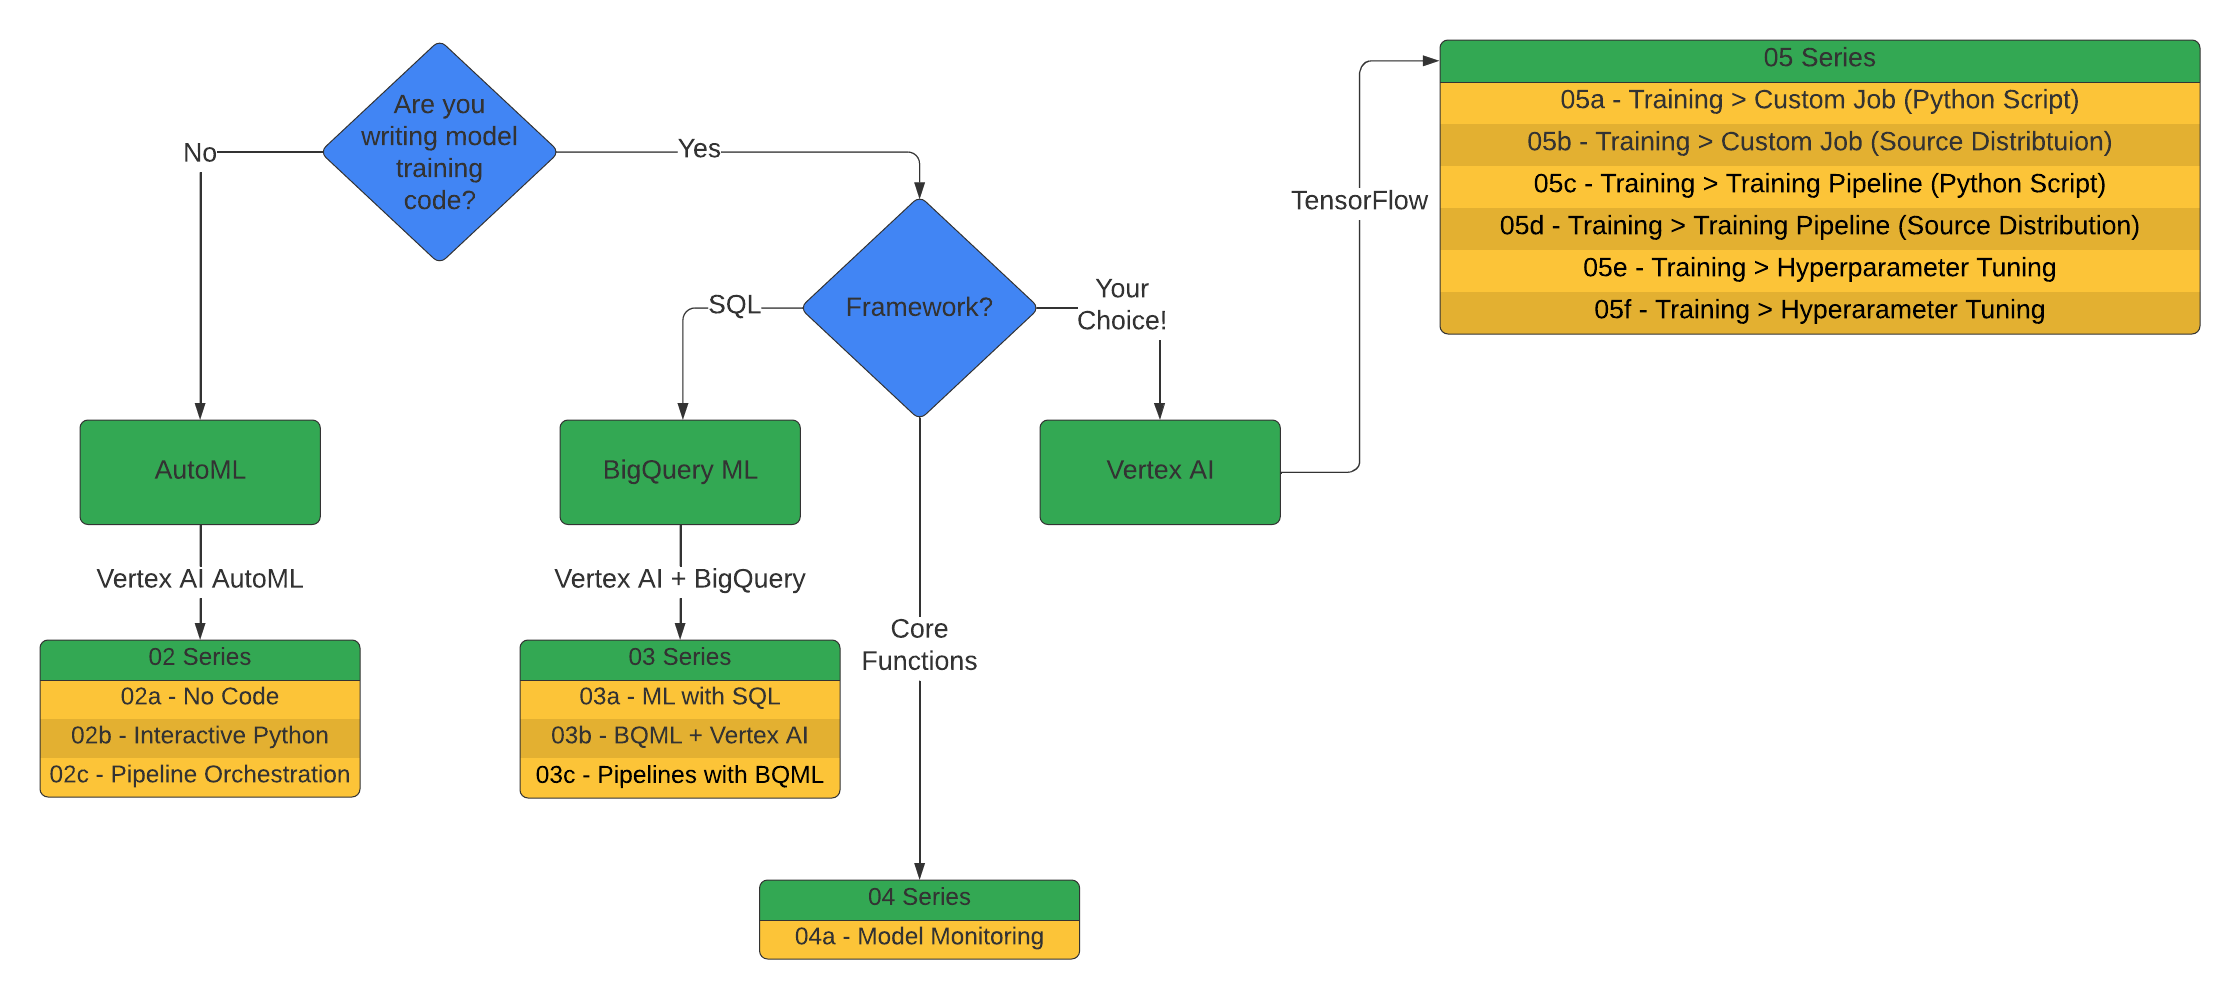 Are you
writing model
training
code?
No
Yes
Framework?
SQL
Your
Choice!
TensorFlow
AutoML
BigQuery ML
Vertex AI
Vertex AI AutoML
Vertex AI + BigQuery
Core
Functions
02 Series
02a - No Code
02b - Interactive Python
02c - Pipeline Orchestration
03 Series
03a - ML with SQL
03b - BQML + Vertex AI
03c - Pipelines with BQML
04 Series
04a - Model Monitoring
05 Series
05a - Training > Custom Job (Python Script)
05b - Training > Custom Job (Source Distribtuion)
05c - Training > Training Pipeline (Python Script)
05d - Training > Training Pipeline (Source Distribution)
05e - Training > Hyperparameter Tuning
05f - Training > Hyperarameter Tuning